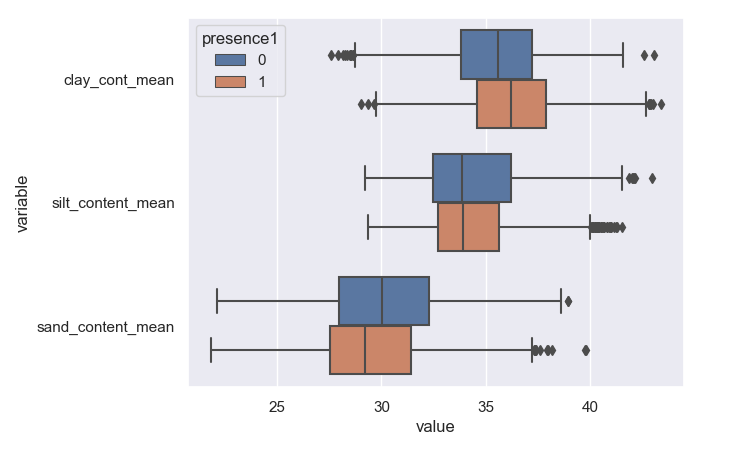 presence1
0
1
clay_cont_mean
silt_content_mean
sand_content_mean
variable
25 30 35 40
value